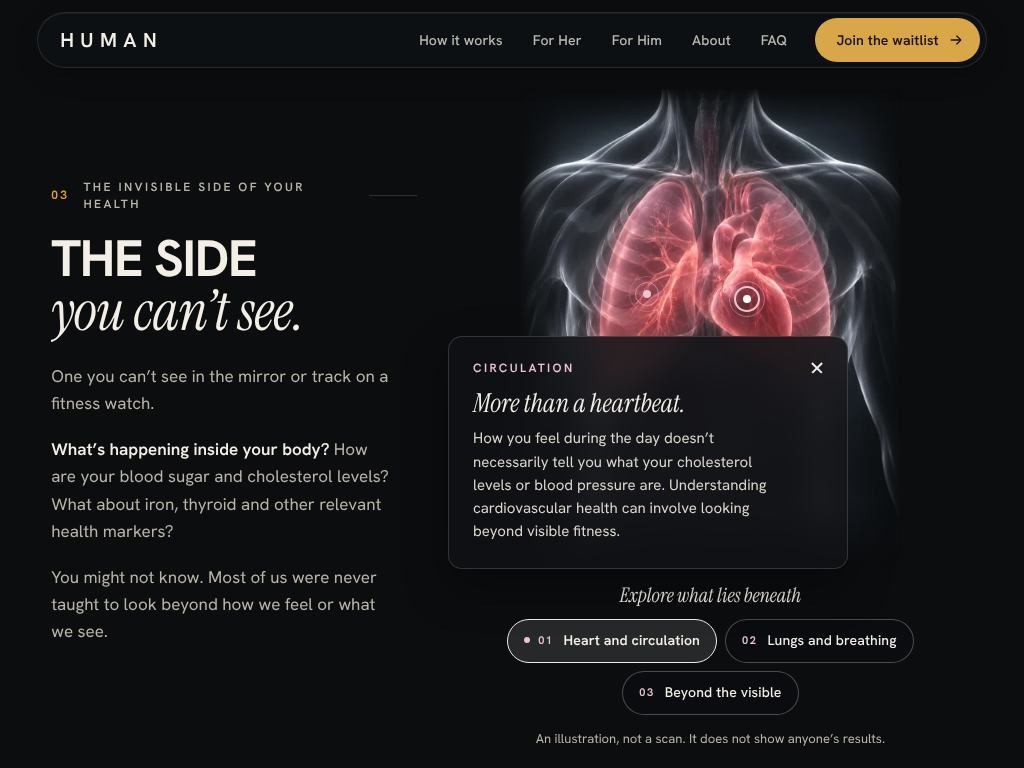 HUMAN
How it works
For Her
For Him
About
FAQ
Join the waitlist →
03
THE INVISIBLE SIDE OF YOUR
HEALTH
THE SIDE
you can’t see.
One you can’t see in the mirror or track on a
fitness watch.
What’s happening inside your body? How
are your blood sugar and cholesterol levels?
What about iron, thyroid and other relevant
health markers?
You might not know. Most of us were never
taught to look beyond how we feel or what
we see.
CIRCULATION
More than a heartbeat.
How you feel during the day doesn’t
necessarily tell you what your cholesterol
levels or blood pressure are. Understanding
cardiovascular health can involve looking
beyond visible fitness.
Explore what lies beneath
01 Heart and circulation
02 Lungs and breathing
03 Beyond the visible
An illustration, not a scan. It does not show anyone’s results.